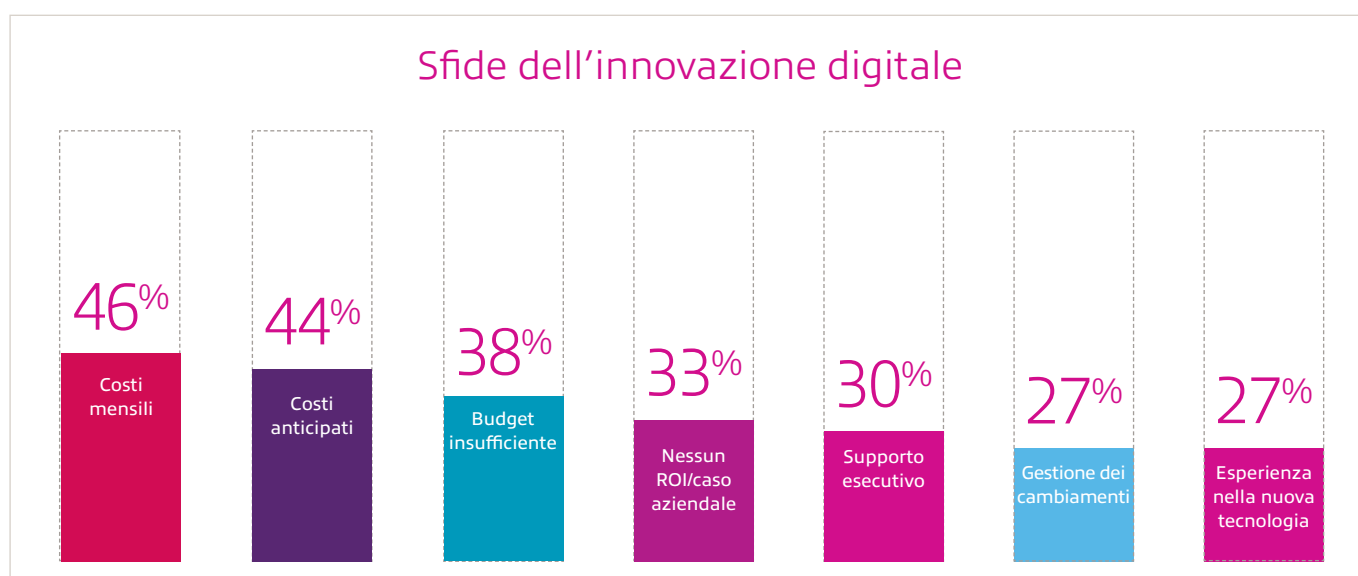 Sfide dell’innovazione digitale
46%
Costi
mensili
44%
Costi
anticipati
38%
Budget
insufficiente
33%
Nessun
ROI/caso
aziendale
30%
Supporto
esecutivo
27%
Gestione dei
cambiamenti
27%
Esperienza
nella nuova
tecnologia